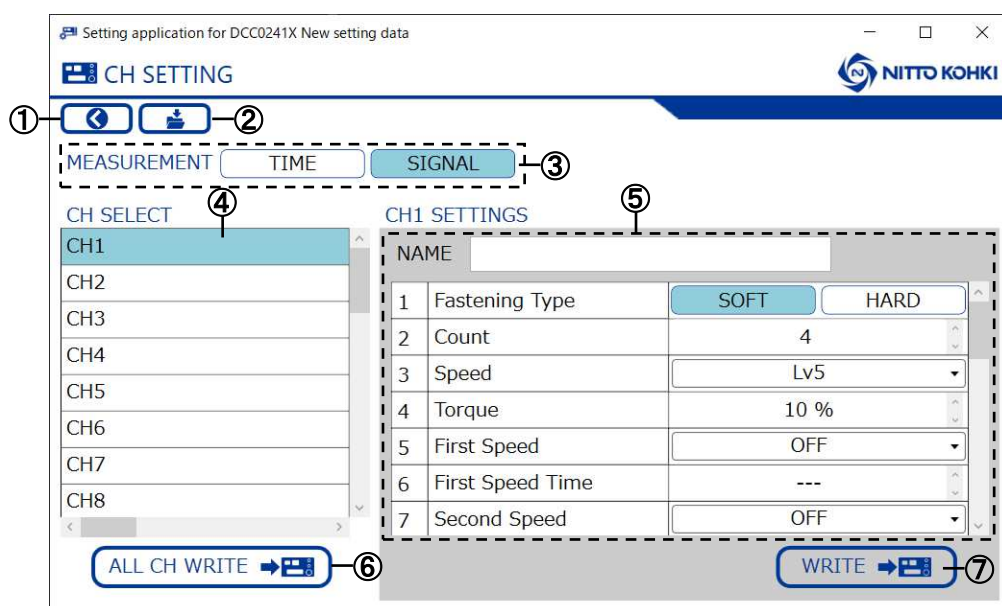 Setting application for DCC0241X New setting data
CH SETTING
NITTO KOHKI
① ②
MEASUREMENT TIME SIGNAL ③
④ ⑤
CH SELECT
CH1
CH2
CH3
CH4
CH5
CH6
CH7
CH8
CH1 SETTINGS
NAME
1 Fastening Type SOFT HARD
2 Count 4
3 Speed Lv5
4 Torque 10 %
5 First Speed OFF
6 First Speed Time ---
7 Second Speed OFF
ALL CH WRITE ⑥
WRITE ⑦